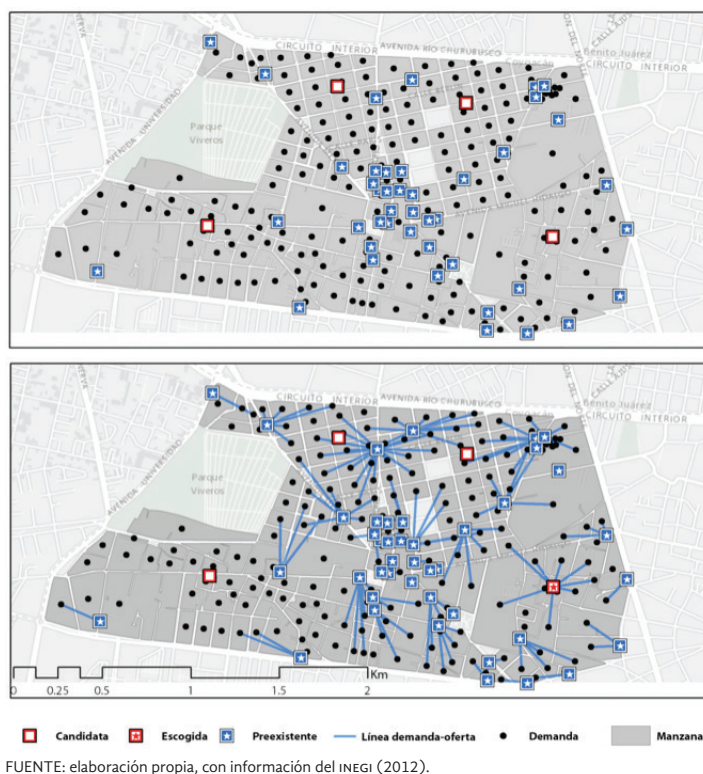 CIRCUITO INTERIOR AVENIDA RÍO CHURUBUSCO
Benito Juárez
CIRCUITO INTERIOR
AVENIDA UNIVERSIDAD
Parque
Viveros
CIRCUITO INTERIOR AVENIDA RÍO CHURUBUSCO
Benito Juárez
Coyoacán
CIRCUITO INTERIOR
AVENIDA UNIVERSIDAD
Parque
Viveros
Km
0 0.25 0.5 1 1.5 2
Candidata Escogida Preexistente Línea demanda-oferta Demanda Manzana
FUENTE: elaboración propia, con información del INEGI (2012).